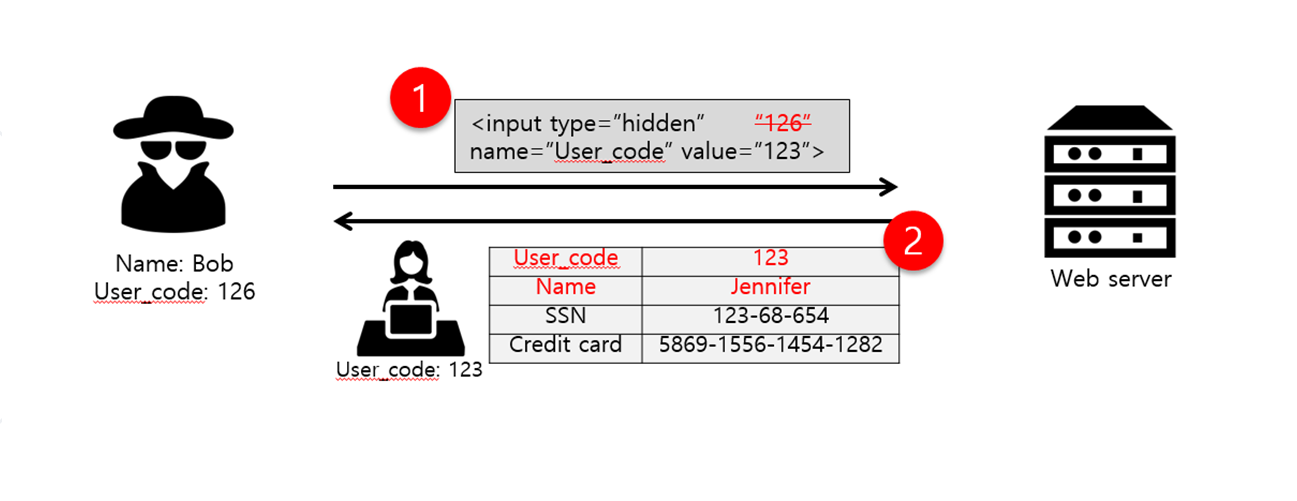 1
<input type=”hidden” “126”
name=”User_code” value=”123”>
Name: Bob
User_code: 126
2
User_code 123
Name Jennifer
SSN 123-68-654
Credit card 5869-1556-1454-1282
User_code: 123
Web server